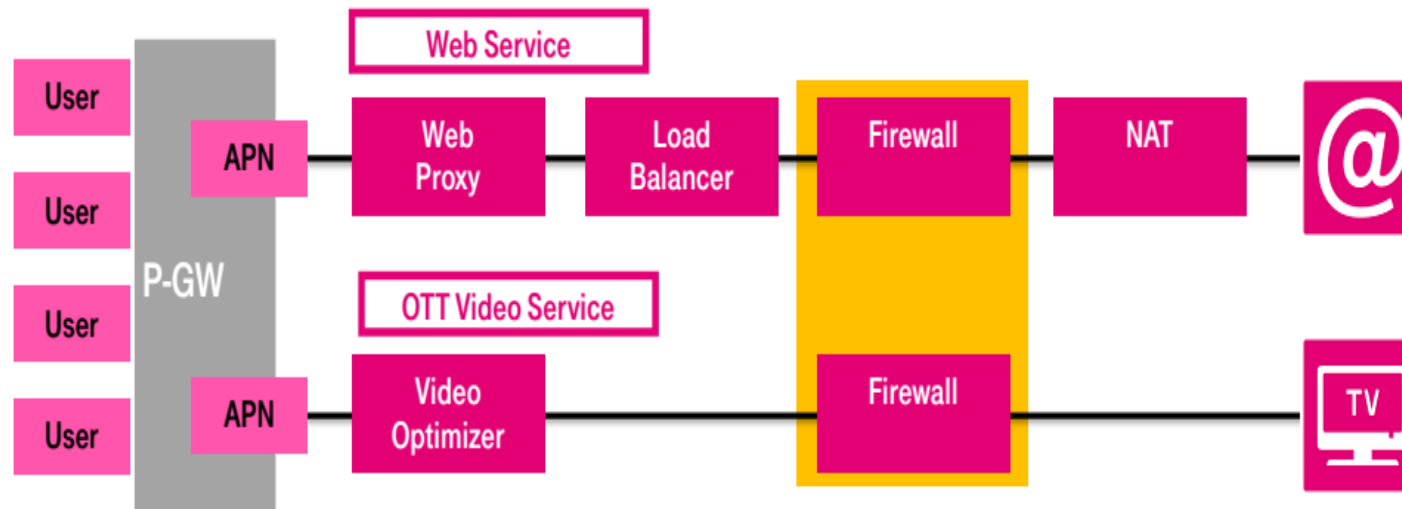 Web Service
User
User
User
User
P-GW
APN
Web
Proxy
Load
Balancer
Firewall
NAT
@
OTT Video Service
APN
Video
Optimizer
Firewall
TV